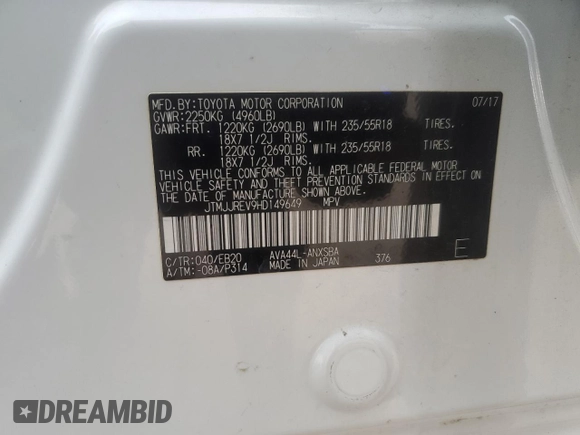 MFD.BY:TOYOTA MOTOR CORPORATION 07/17
GVWR:2250KG (4960LB)
GAWR:FRT. 1220KG (2690LB) WITH 235/55R18 TIRES.
18X7 1/2J RIMS.
RR. 1220KG (2690LB) WITH 235/55R18 TIRES.
18X7 1/2J RIMS.
THIS VEHICLE CONFORMS TO ALL APPLICABLE FEDERAL MOTOR
VEHICLE SAFETY AND BUMPER STANDARDS IN EFFECT ON
THE DATE OF MANUFACTURE SHOWN ABOVE.
JTMJJREV9HD149649 MPV
C/TR:040/EB20 AVA44L-ANXSBA
A/TM:-08A/P314 MADE IN JAPAN 376 E
DREAMBID